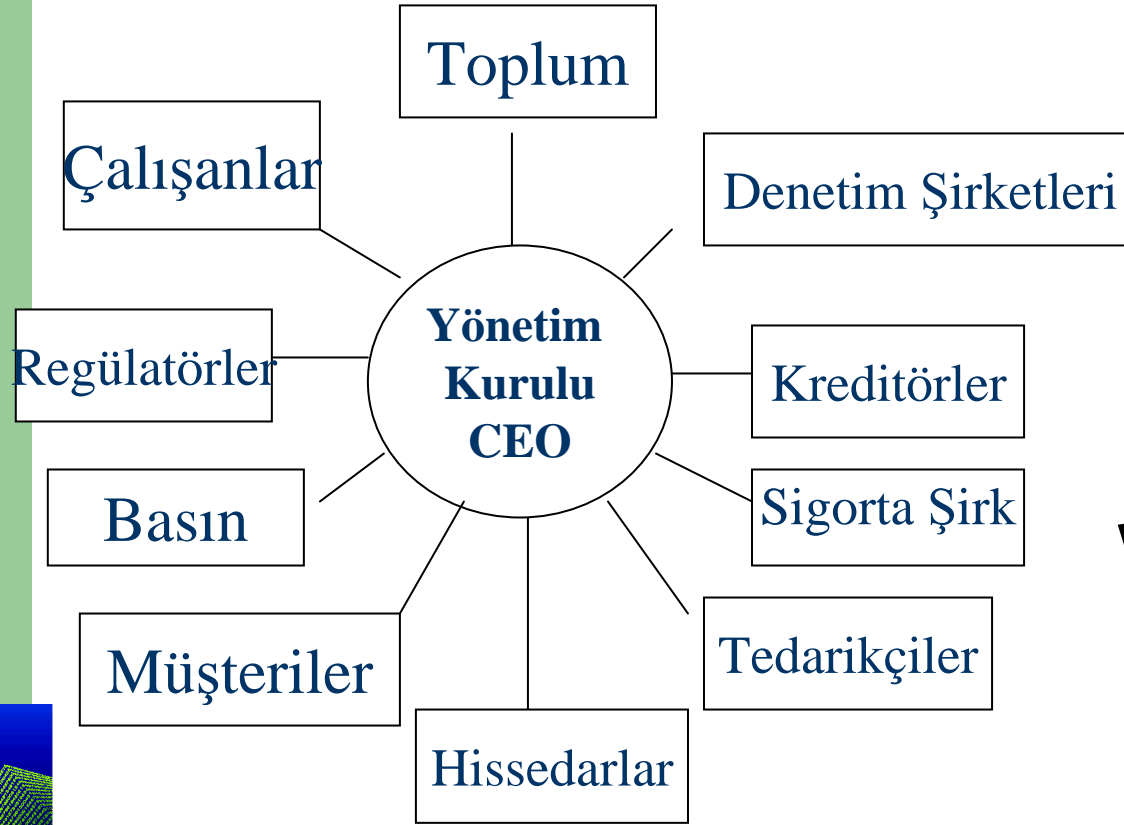 Toplum
Çalışanlar
Denetim Şirketleri
Yönetim
Kurulu
CEO
Regülatörler
Kreditörler
Basın
Sigorta Şirk
Müşteriler
Tedarikçiler
Hissedarlar